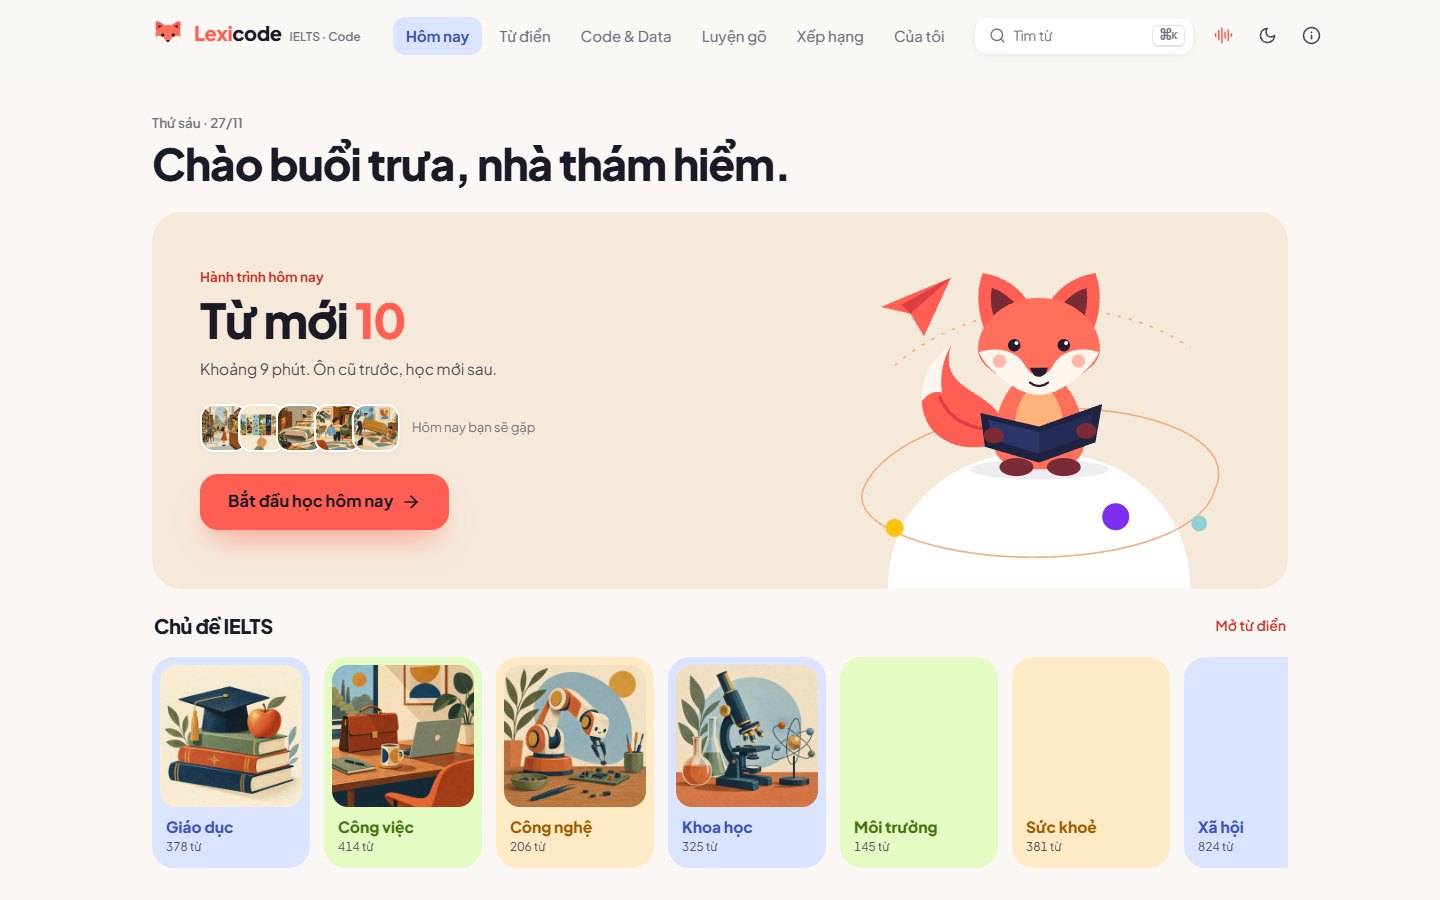 Lexicode IELTS · Code Hôm nay Từ điển Code & Data Luyện gõ Xếp hạng Của tôi Tìm từ ⌘K
Thứ sáu · 27/11
Chào buổi trưa, nhà thám hiểm.
Hành trình hôm nay
Từ mới 10
Khoảng 9 phút. Ôn cũ trước, học mới sau.
Hôm nay bạn sẽ gặp
Bắt đầu học hôm nay →
Chủ đề IELTS
Mở từ điển
Giáo dục
378 từ
Công việc
414 từ
Công nghệ
206 từ
Khoa học
325 từ
Môi trường
145 từ
Sức khoẻ
381 từ
Xã hội
824 từ